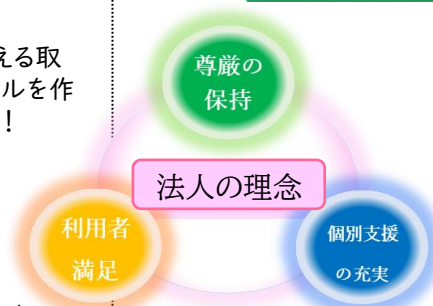 える取
ルを作
！
尊厳の
保持
法人の理念
利用者
満足
個別支援
の充実